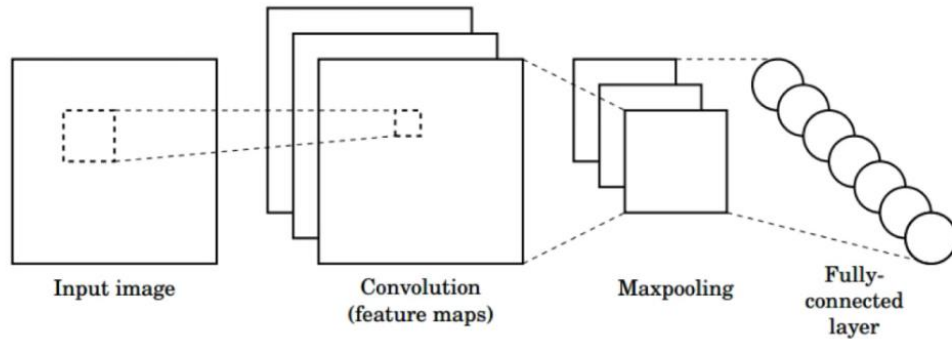 Input image
Convolution
(feature maps)
Maxpooling
Fully-
connected
layer